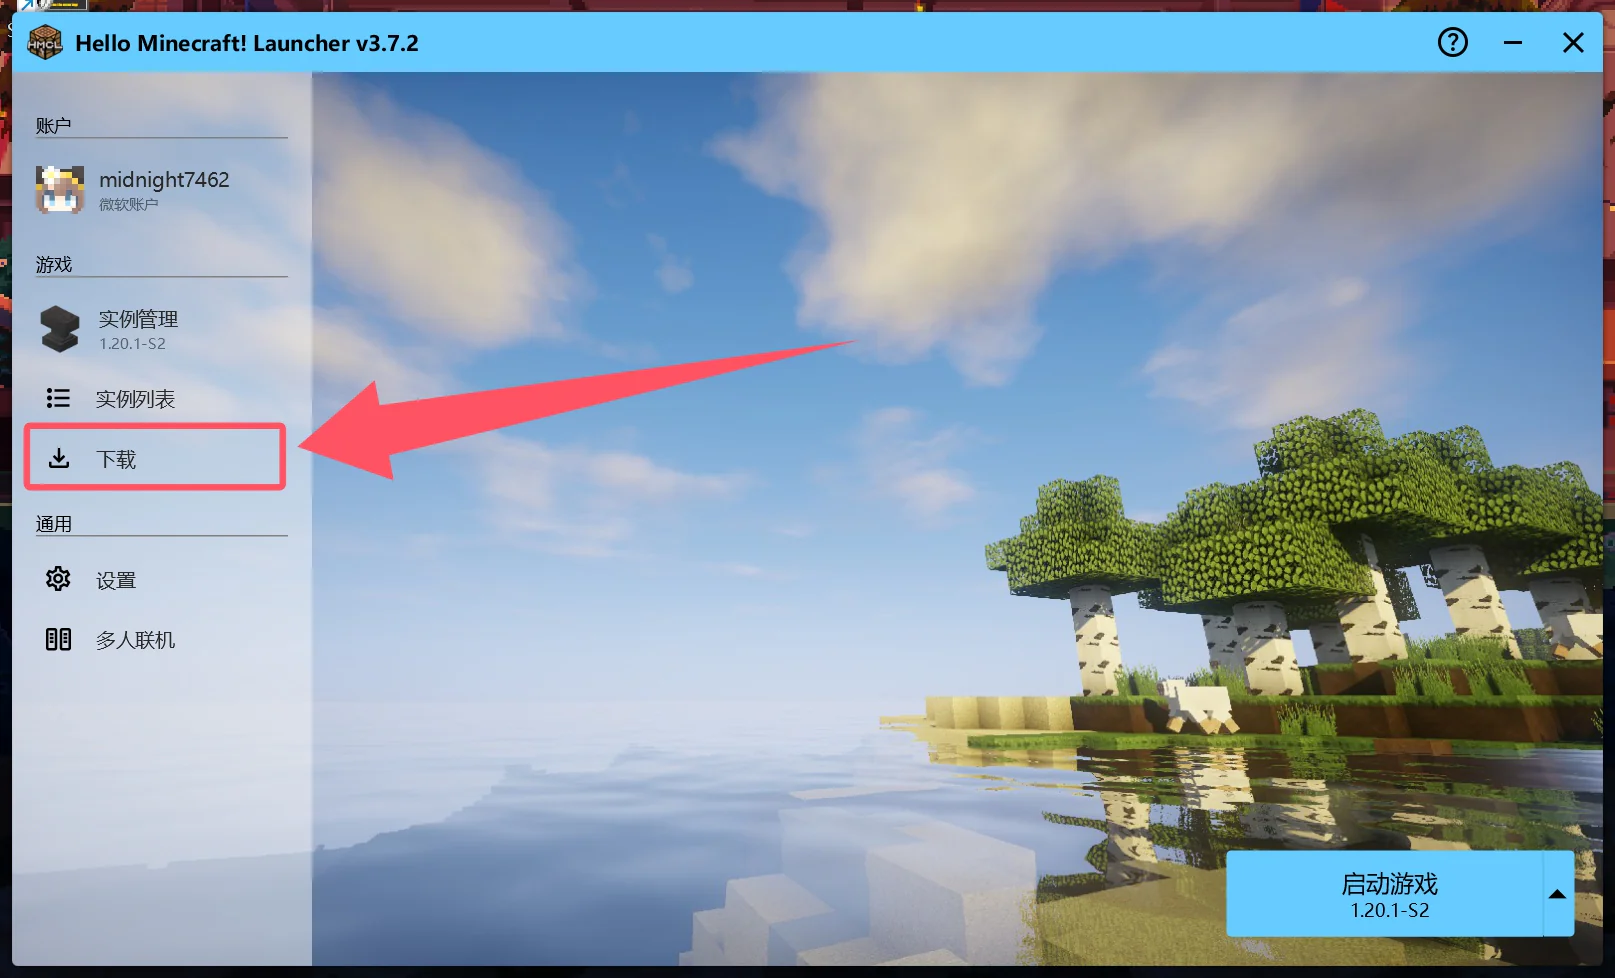 HMCL
Hello Minecraft! Launcher v3.7.2
账户
midnight7462
微软账户
游戏
实例管理
1.20.1-S2
实例列表
下载
通用
设置
多人联机
启动游戏
1.20.1-S2